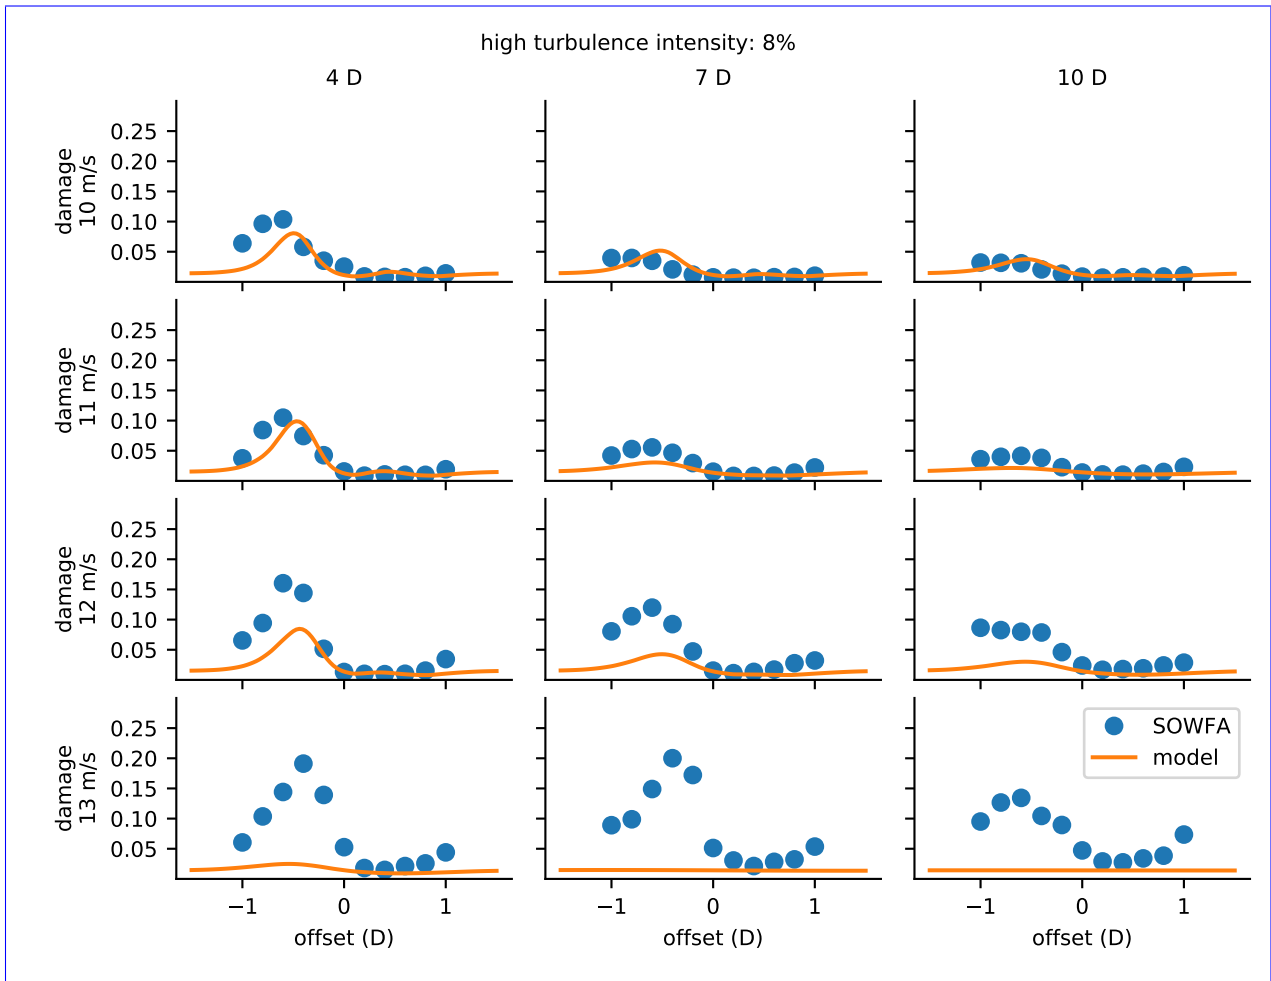 high turbulence intensity: 8%
4 D 7 D 10 D
damage
10 m/s
0.25
0.20
0.15
0.10
0.05
damage
11 m/s
0.25
0.20
0.15
0.10
0.05
damage
12 m/s
0.25
0.20
0.15
0.10
0.05
damage
13 m/s
0.25
0.20
0.15
0.10
0.05
SOWFA
model
−1 0 1 −1 0 1 −1 0 1
offset (D) offset (D) offset (D)